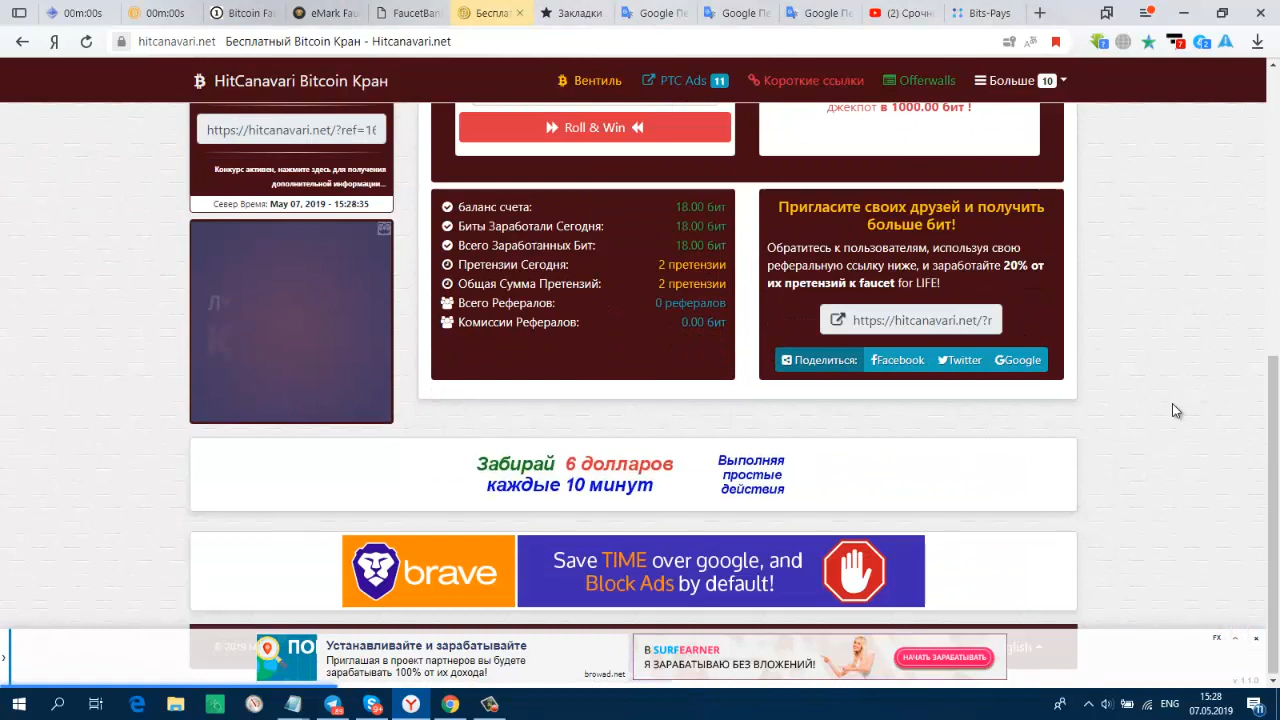 00m:00s
00m:00s
HitCanava
eMark Fau
FaucetBan
Бесплат
Закладки
Google Пе
Google Пе
Google Пе
(2) Срочн
Bits-Pays
hitcanavari.net Бесплатный Bitcoin Кран - Hitcanavari.net
7
7
2
HitCanavari Bitcoin Кран
Вентиль
PTC Ads 11
Короткие ссылки
Offerwalls
Больше 10
https://hitcanavari.net/?ref=16
Конкурс активен, нажмите здесь для получения
дополнительной информации...
Север Время: May 07, 2019 - 15:28:35
Roll & Win
джекпот в 1000.00 бит !
баланс счета: 18.00 бит
Биты Заработали Сегодня: 18.00 бит
Всего Заработанных Бит: 18.00 бит
Претензии Сегодня: 2 претензии
Общая Сумма Претензий: 2 претензии
Всего Рефералов: 0 рефералов
Комиссии Рефералов: 0.00 бит
Пригласите своих друзей и получить
больше бит!
Обратитесь к пользователям, используя свою
реферальную ссылку ниже, и заработайте 20% от
их претензий к faucet for LIFE!
https://hitcanavari.net/?r
Поделиться: Facebook Twitter Google
Забирай 6 долларов
каждые 10 минут
Выполняя
простые
действия
brave
Save TIME over google, and
Block Ads by default!
Устанавливайте и зарабатывайте
Приглашая в проект партнеров вы будете
зарабатывать 100% от их дохода!
browad.net
В SURFEARNER
Я ЗАРАБАТЫВАЮ БЕЗ ВЛОЖЕНИЙ!
НАЧАТЬ ЗАРАБАТЫВАТЬ
v 1.1.0
ENG
15:28
07.05.2019